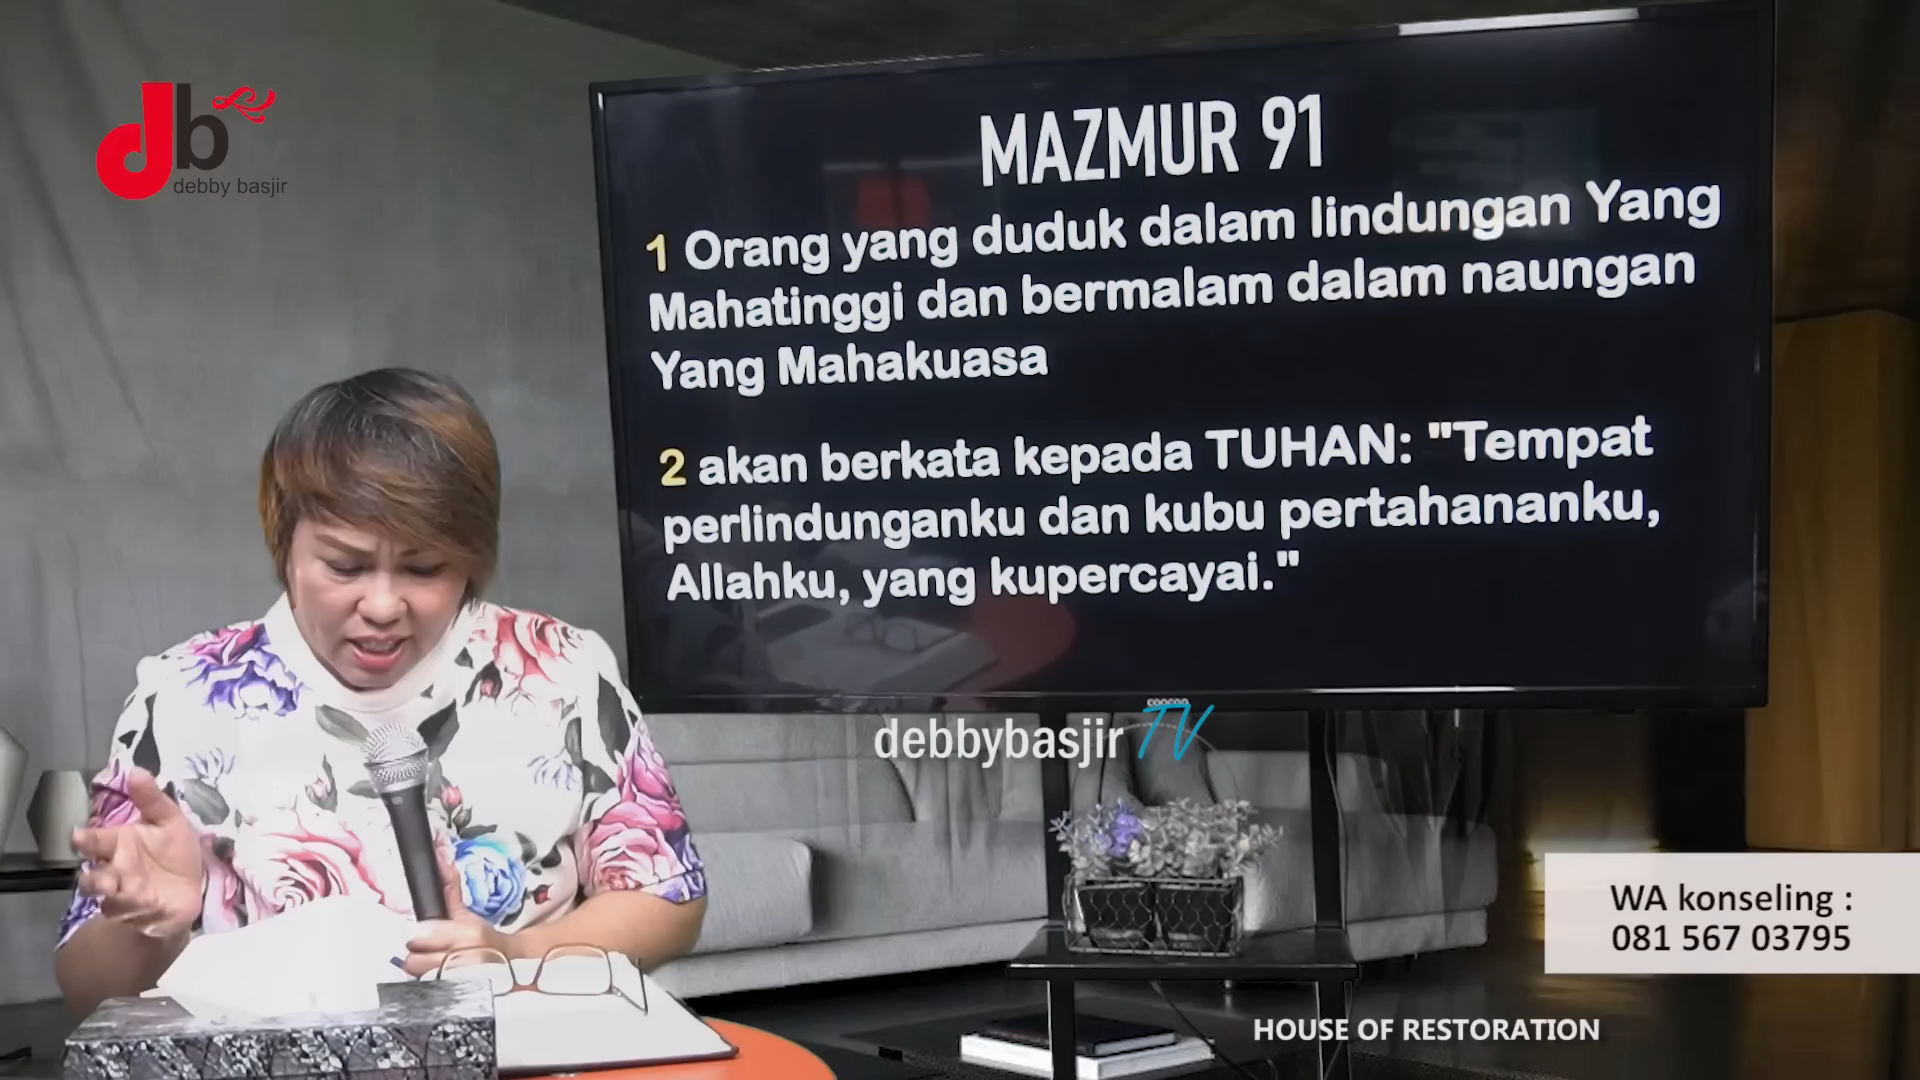 db
debby basjir
MAZMUR 91
1 Orang yang duduk dalam lindungan Yang
Mahatinggi dan bermalam dalam naungan
Yang Mahakuasa
2 akan berkata kepada TUHAN: "Tempat
perlindunganku dan kubu pertahananku,
Allahku, yang kupercayai."
coocaa
debbybasjir TV
WA konseling :
081 567 03795
HOUSE OF RESTORATION